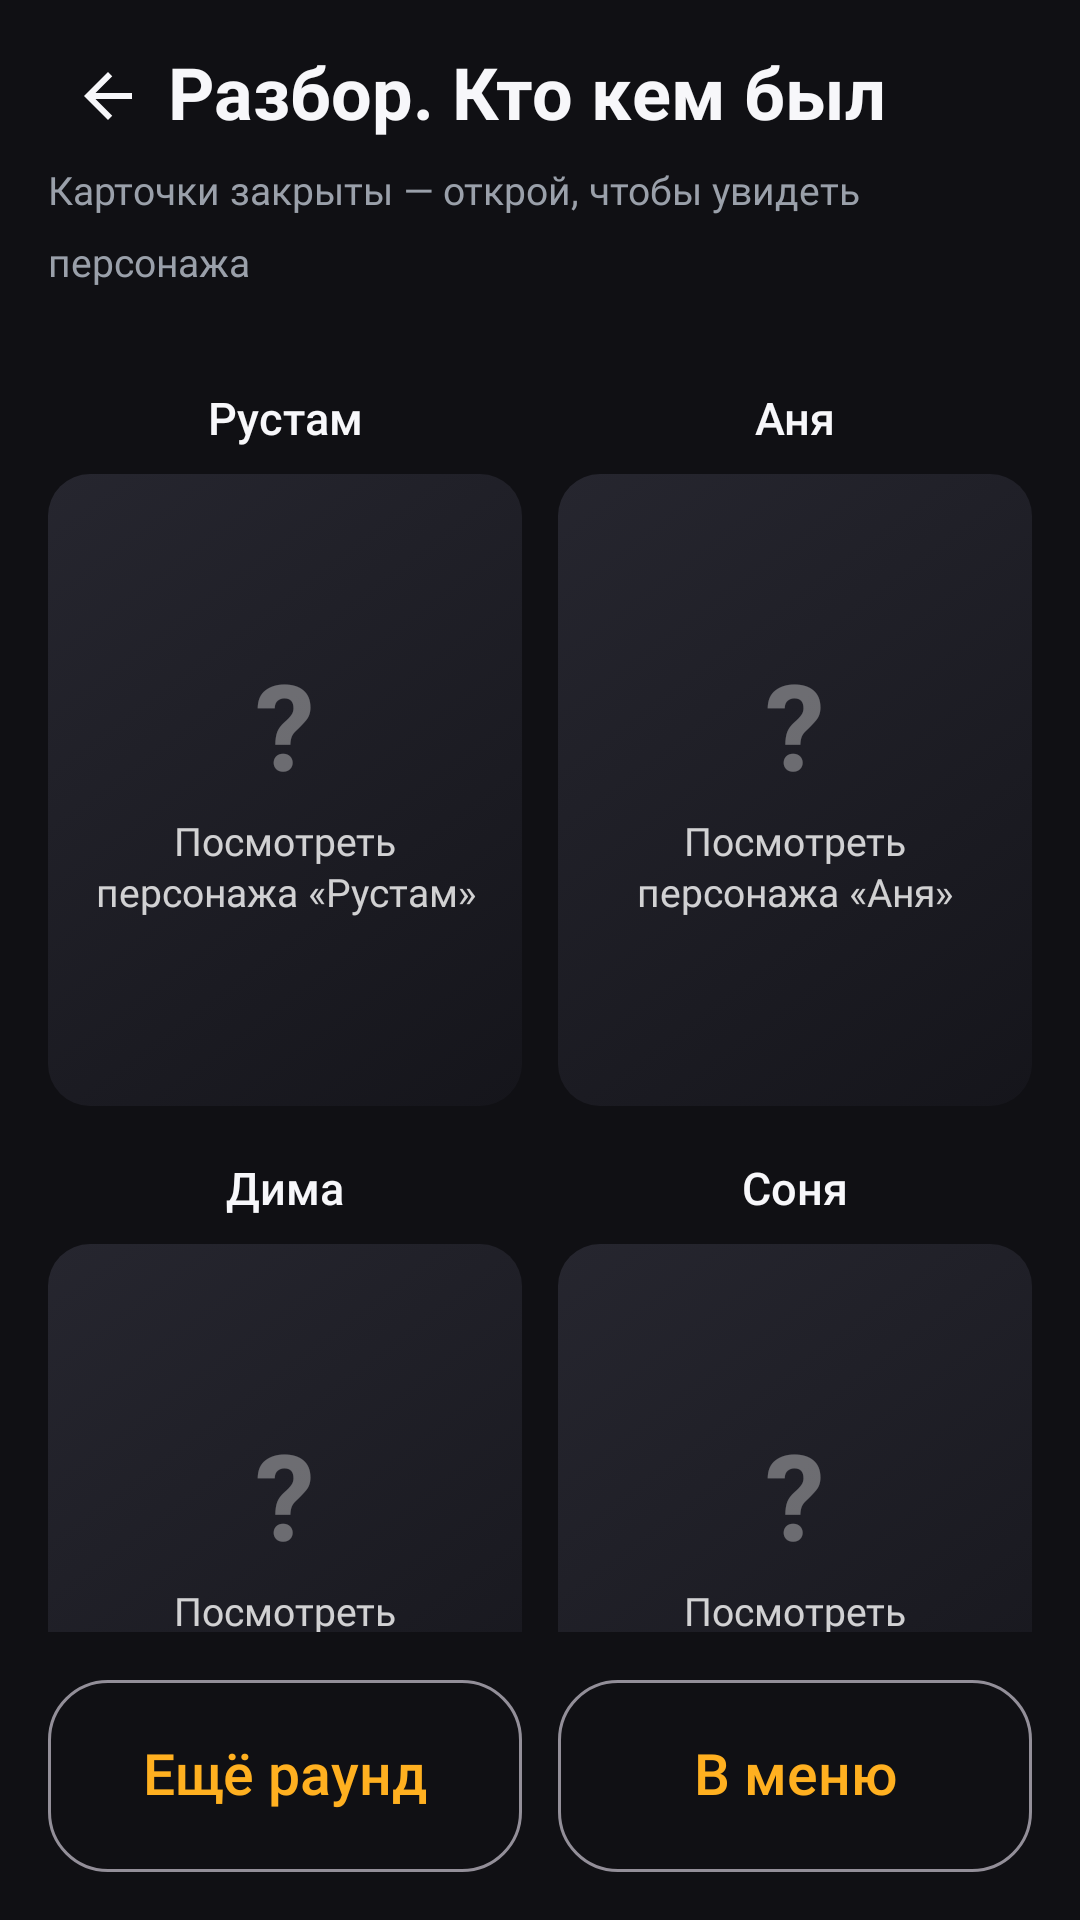 Разбор. Кто кем был
Карточки закрыты — открой, чтобы увидеть
персонажа
Рустам
Аня
?
Посмотреть
персонажа «Рустам»
?
Посмотреть
персонажа «Аня»
Дима
Соня
?
Посмотреть
?
Посмотреть
Ещё раунд
В меню